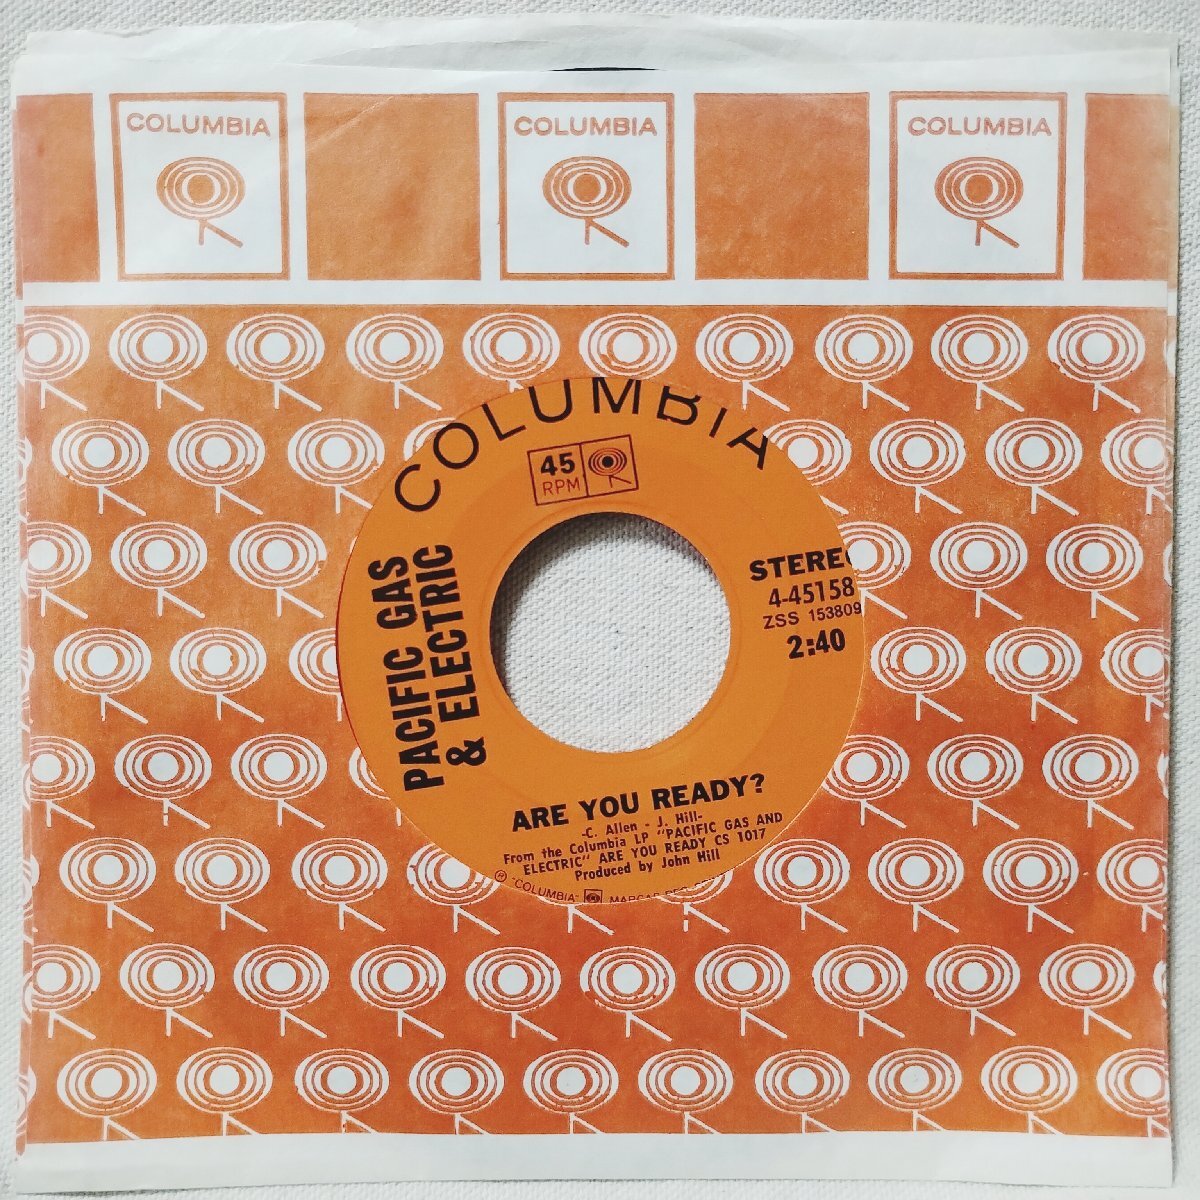 COLUMBIA
COLUMBIA
COLUMBIA
COLUMBIA
45
RPM
PACIFIC GAS
& ELECTRIC
STEREO
4-45158
ZSS 153809
2:40
ARE YOU READY?
-C. Allen - J. Hill-
From the Columbia LP "PACIFIC GAS AND
ELECTRIC" ARE YOU READY CS 1017
Produced by John Hill
"COLUMBIA" MARCAS REG.